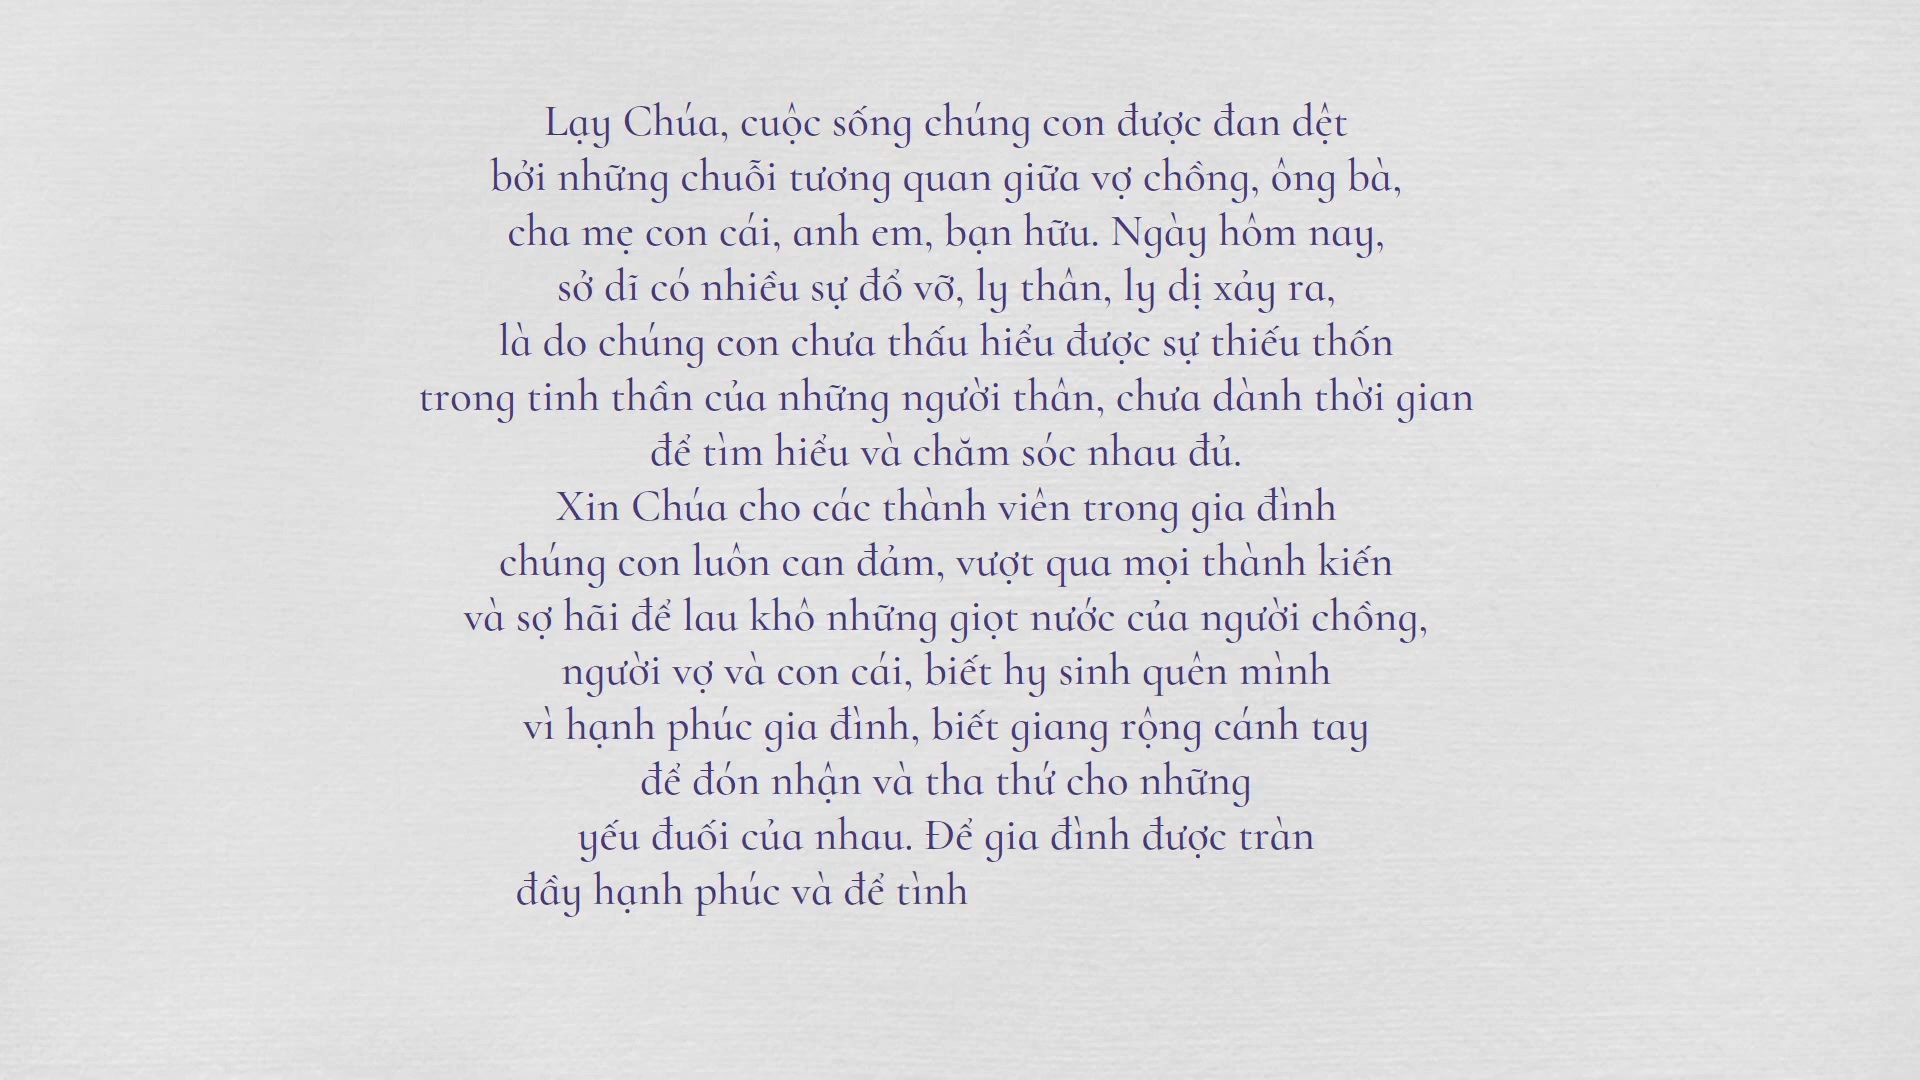 Lạy Chúa, cuộc sống chúng con được đan dệt
bởi những chuỗi tương quan giữa vợ chồng, ông bà,
cha mẹ con cái, anh em, bạn hữu. Ngày hôm nay,
sở dĩ có nhiều sự đổ vỡ, ly thân, ly dị xảy ra,
là do chúng con chưa thấu hiểu được sự thiếu thốn
trong tinh thần của những người thân, chưa dành thời gian
để tìm hiểu và chăm sóc nhau đủ.
Xin Chúa cho các thành viên trong gia đình
chúng con luôn can đảm, vượt qua mọi thành kiến
và sợ hãi để lau khô những giọt nước của người chồng,
người vợ và con cái, biết hy sinh quên mình
vì hạnh phúc gia đình, biết giang rộng cánh tay
để đón nhận và tha thứ cho những
yếu đuối của nhau. Để gia đình được tràn
đầy hạnh phúc và để tình